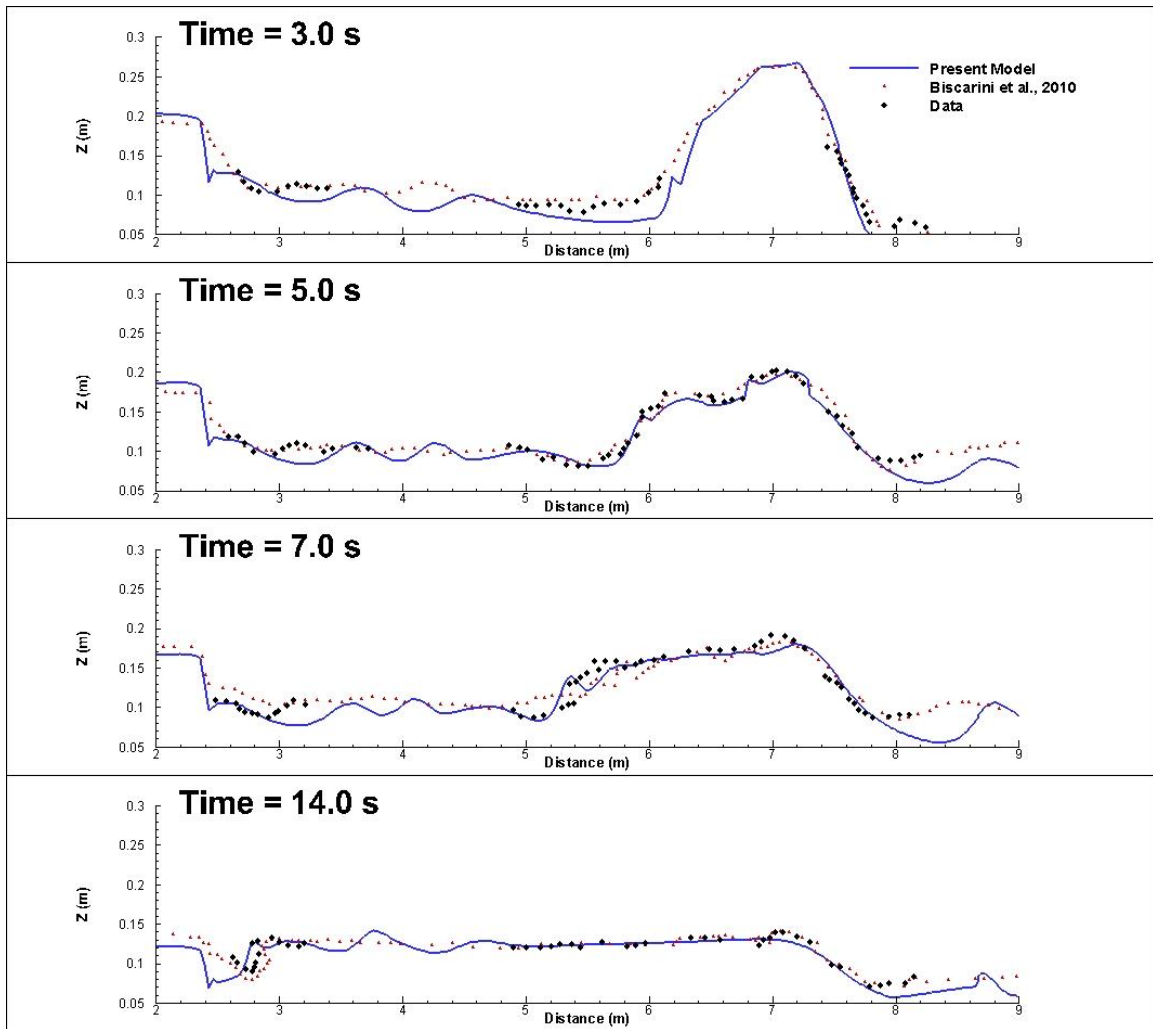 Time = 3.0 s
0.3
0.25
0.2
0.15
0.1
0.05
Z (m)
Present Model
Biscarini et al., 2010
Data
2 3 4 5 6 7 8 9
Distance (m)
Time = 5.0 s
0.3
0.25
0.2
0.15
0.1
0.05
Z (m)
2 3 4 5 6 7 8 9
Distance (m)
Time = 7.0 s
0.3
0.25
0.2
0.15
0.1
0.05
Z (m)
2 3 4 5 6 7 8 9
Distance (m)
Time = 14.0 s
0.3
0.25
0.2
0.15
0.1
0.05
Z (m)
2 3 4 5 6 7 8 9
Distance (m)